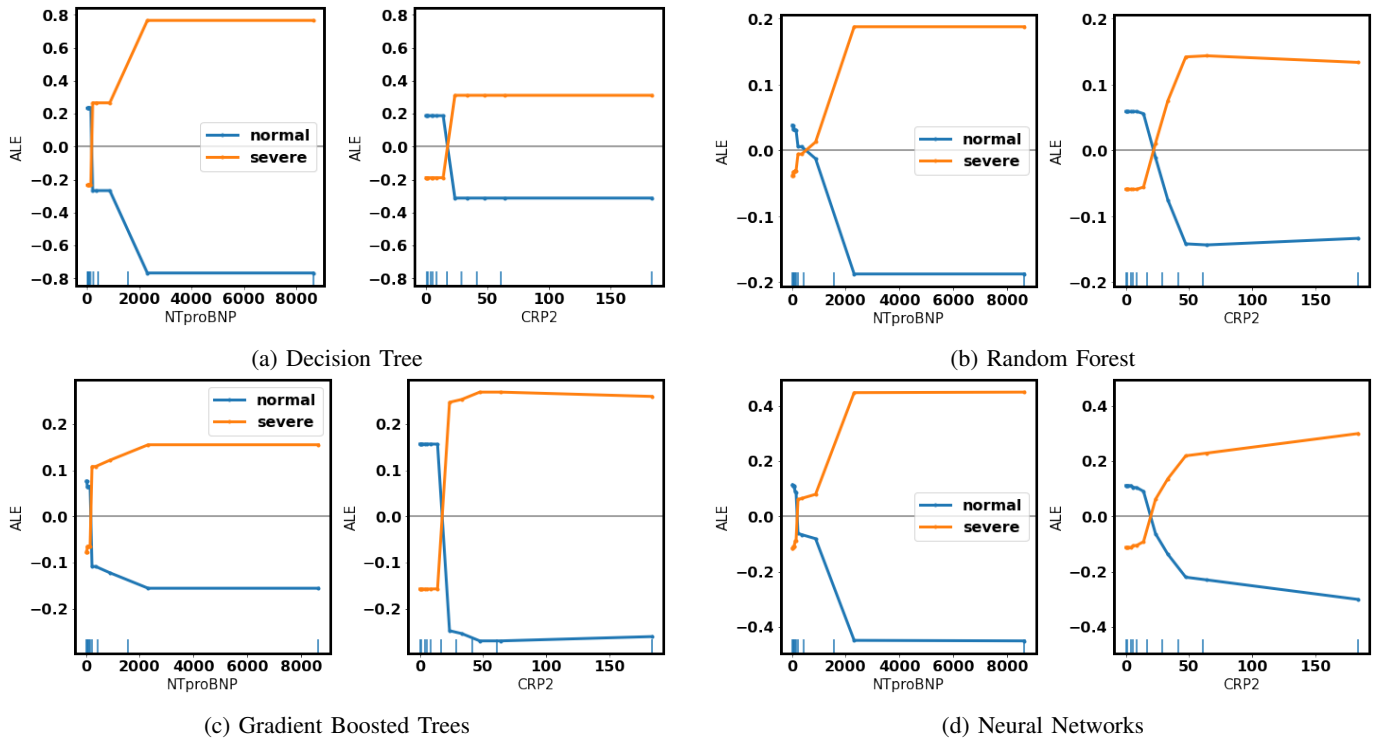 0.8
0.6
0.4
0.2
0.0
−0.2
−0.4
−0.6
−0.8
ALE
normal
severe
0 2000 4000 6000 8000
NTproBNP
0.8
0.6
0.4
0.2
0.0
−0.2
−0.4
−0.6
−0.8
ALE
0 50 100 150
CRP2
(a) Decision Tree
0.2
0.1
0.0
−0.1
−0.2
ALE
normal
severe
0 2000 4000 6000 8000
NTproBNP
0.2
0.1
0.0
−0.1
−0.2
ALE
0 50 100 150
CRP2
(b) Random Forest
0.2
0.1
0.0
−0.1
−0.2
ALE
normal
severe
0 2000 4000 6000 8000
NTproBNP
0.2
0.1
0.0
−0.1
−0.2
ALE
0 50 100 150
CRP2
(c) Gradient Boosted Trees
0.4
0.2
0.0
−0.2
−0.4
ALE
normal
severe
0 2000 4000 6000 8000
NTproBNP
0.4
0.2
0.0
−0.2
−0.4
ALE
0 50 100 150
CRP2
(d) Neural Networks